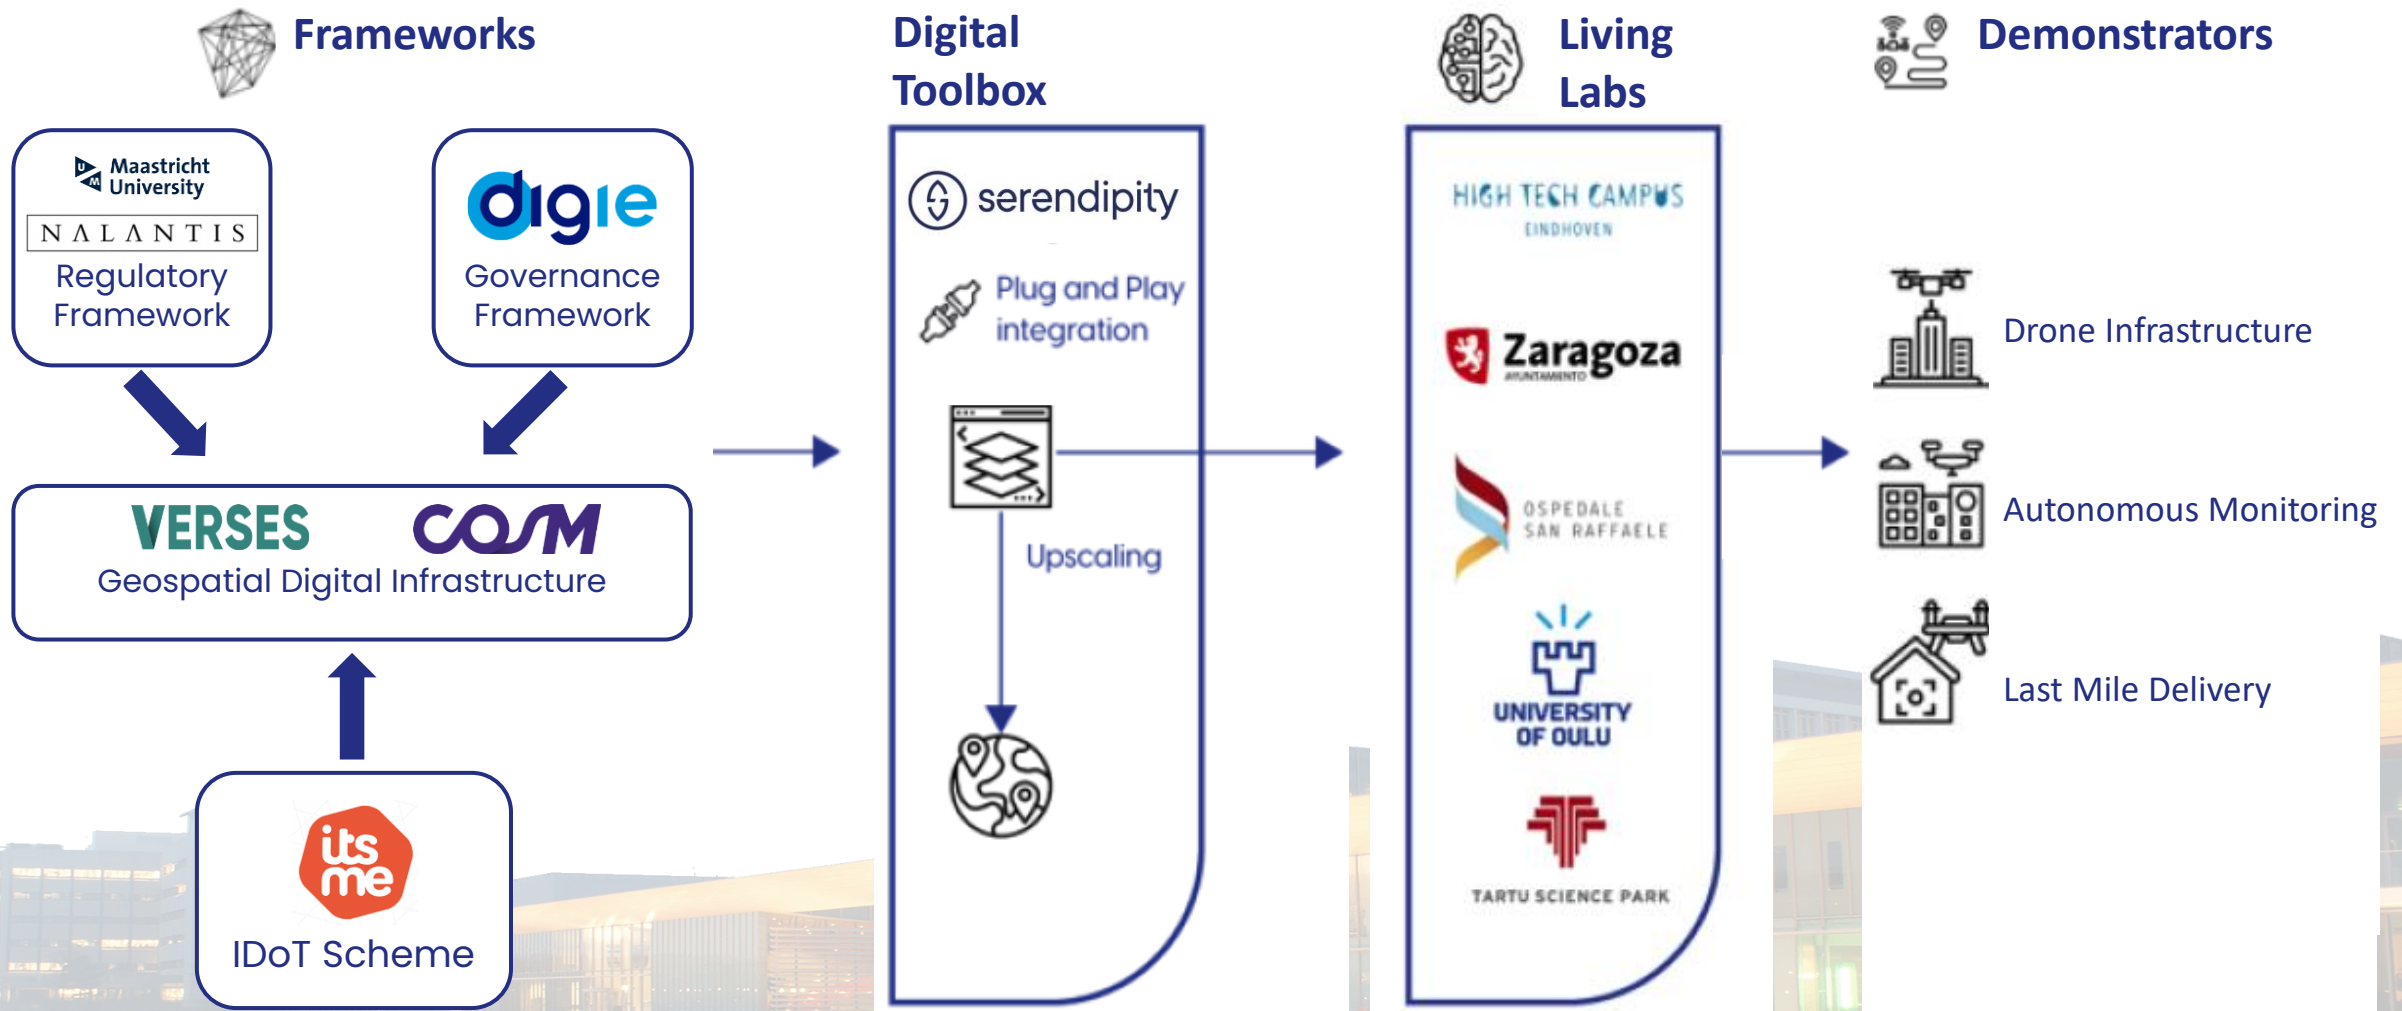 Frameworks
Maastricht
University
NALANTIS
Regulatory
Framework
digie
Governance
Framework
VERSES
COSM
Geospatial Digital Infrastructure
itsme
IDoT Scheme
Digital
Toolbox
serendipity
Plug and Play
integration
Upscaling
Living
Labs
HIGH TECH CAMPUS
EINDHOVEN
Zaragoza
AYUNTAMIENTO
OSPEDALE
SAN RAFFAELE
UNIVERSITY
OF OULU
TARTU SCIENCE PARK
Demonstrators
Drone Infrastructure
Autonomous Monitoring
Last Mile Delivery